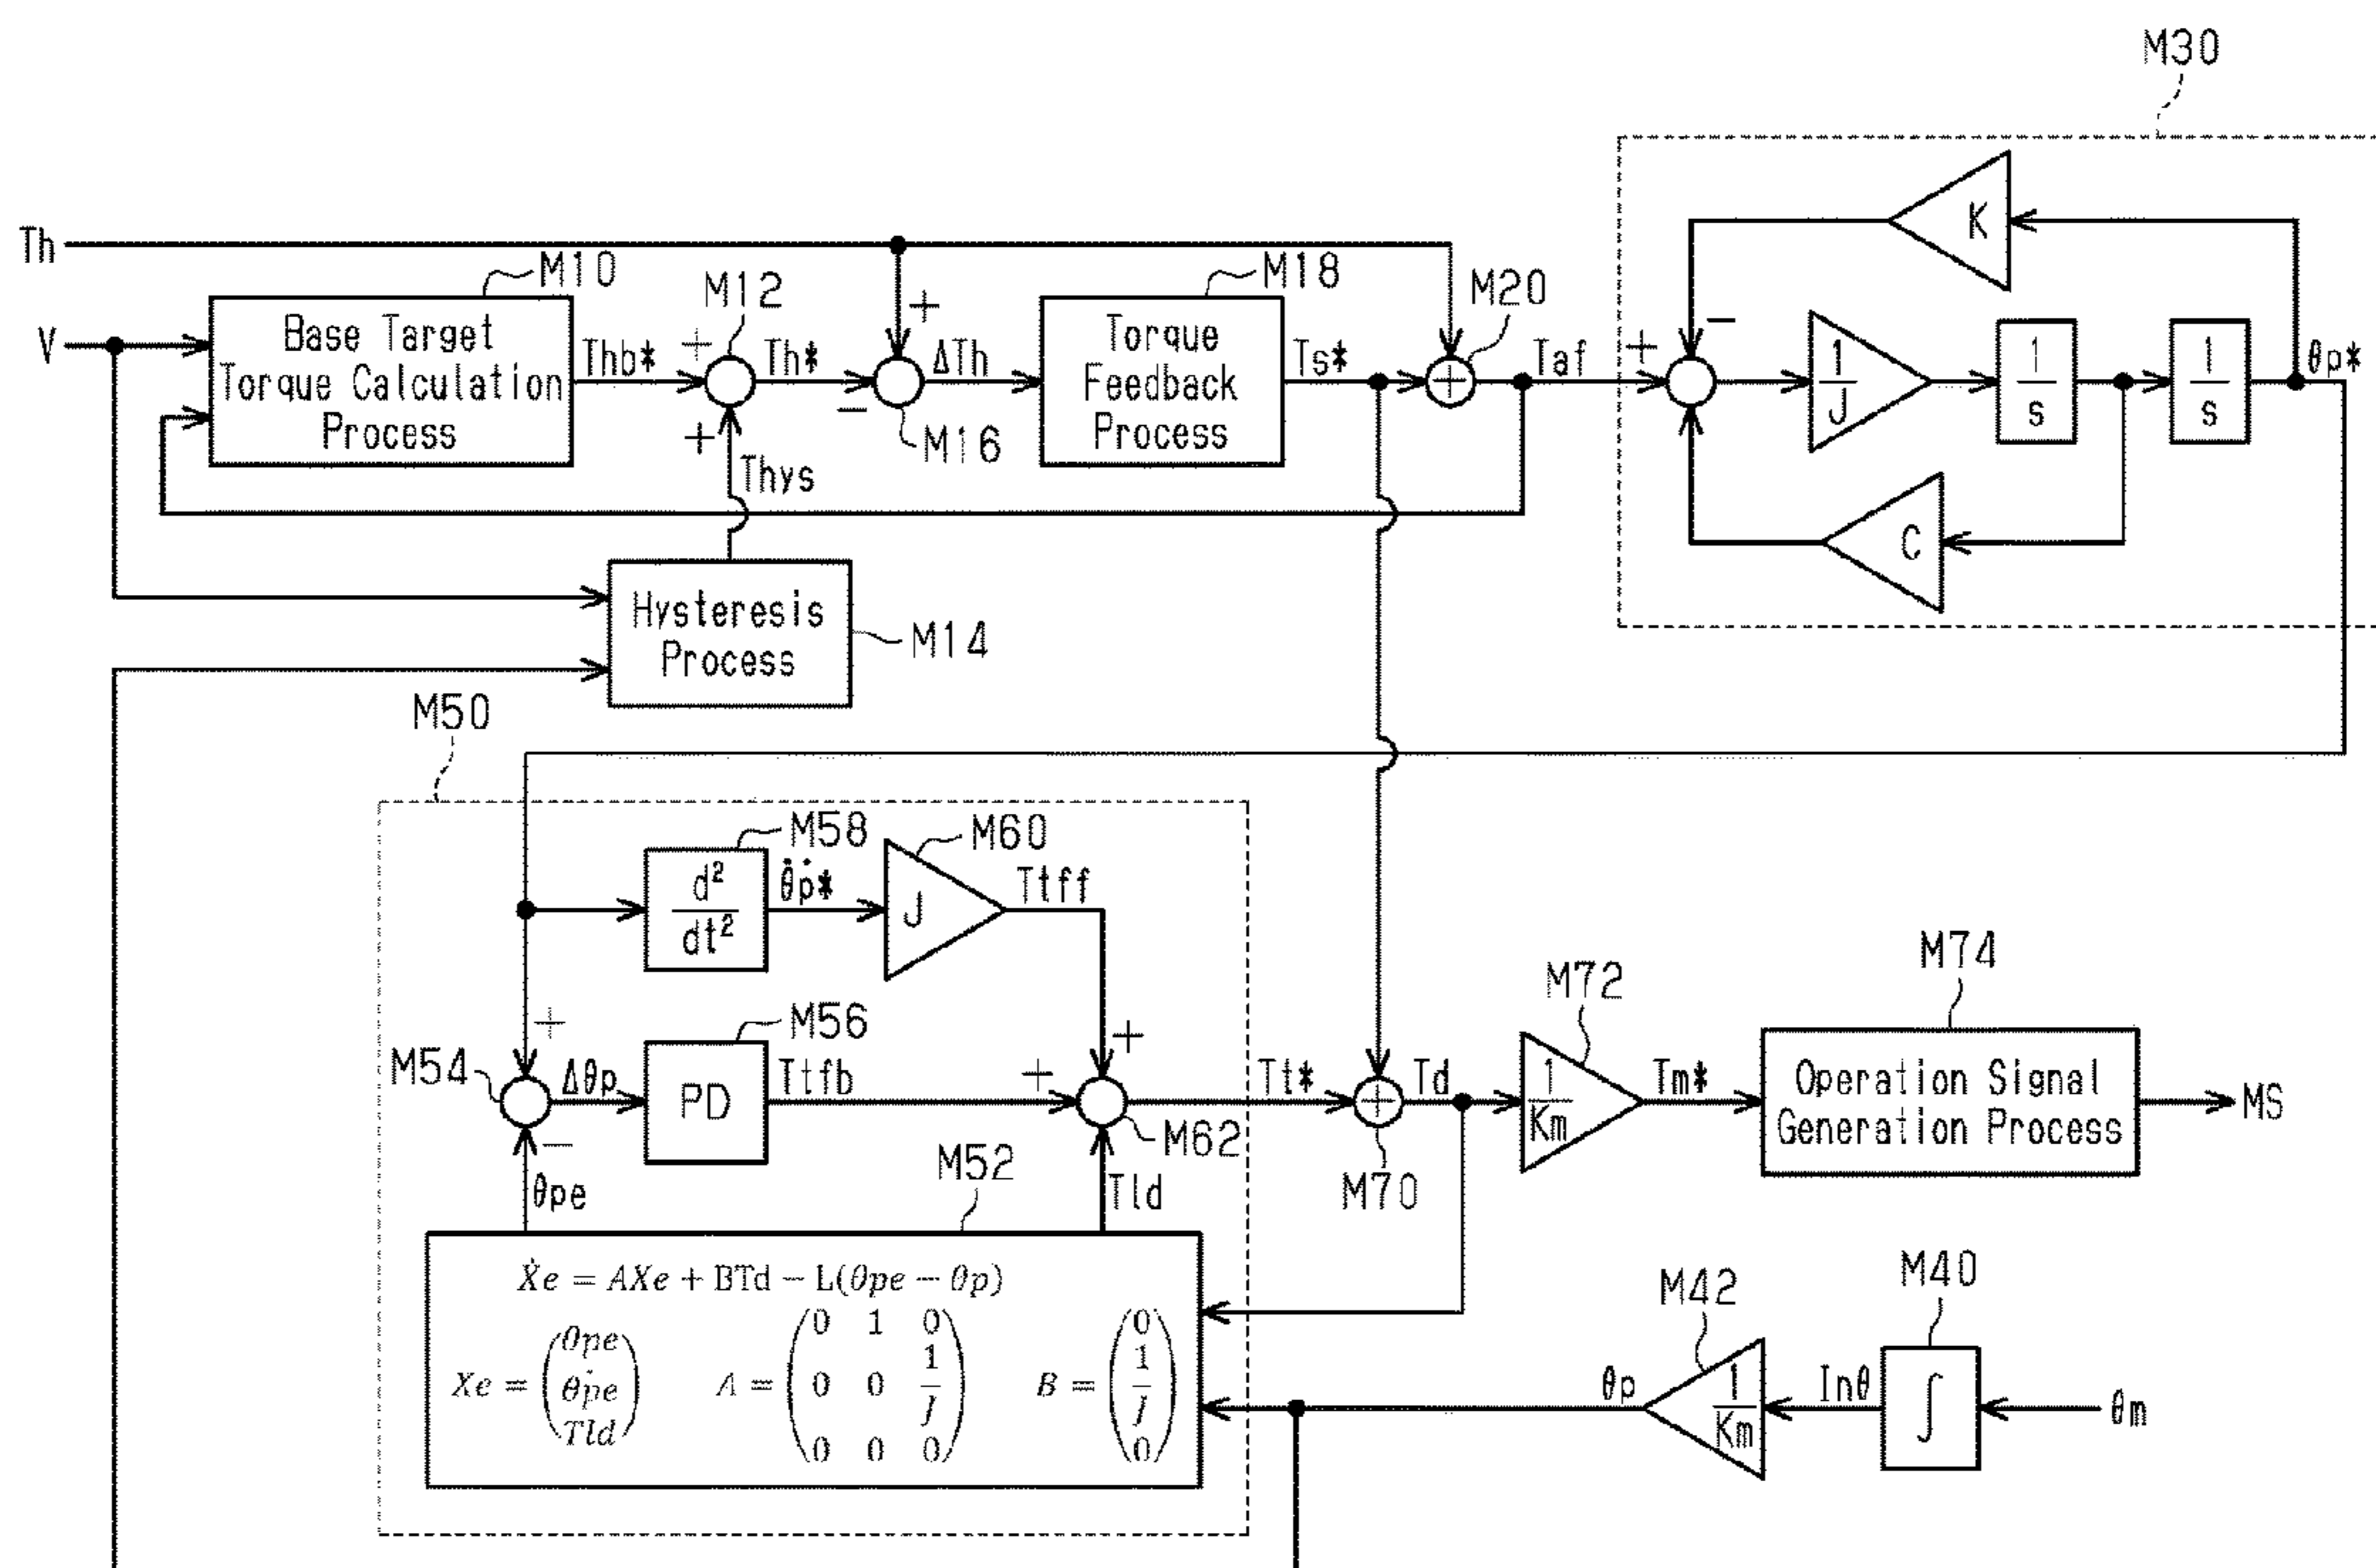 M30
Th
M10
M12
M18
M20
K
V
Base Target
Torque Calculation
Process
Thb*
+
Th*
+
−
ΔTh
Torque
Feedback
Process
Ts*
+
Taf
+
−
1
J
1
s
1
s
θp*
+
Thys
M16
C
Hysteresis
Process
M14
M50
M58
M60
d²
dt²
θ̈p*
J
Ttff
M54
+
Δθp
−
M56
PD
Ttfb
+
+
M62
Tt*
+
M70
Td
M72
1
Km
Tm*
M74
Operation Signal
Generation Process
MS
θpe
M52
Tld
Ẋe = AXe + BTd − L(θpe − θp)
Xe = (θpe θ̇pe Tld)
A = (0 1 0
0 0 1/J
0 0 0)
B = (0 1/J 0)
θp
M42
1
Km
Inθ
M40
∫
θm